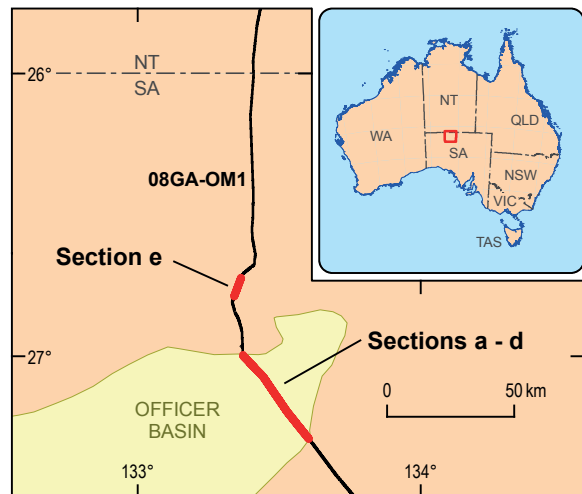 26°
NT
SA
08GA-OM1
Section e
27°
Sections a - d
OFFICER
BASIN
0
50 km
133°
134°
WA
NT
QLD
SA
NSW
VIC
TAS